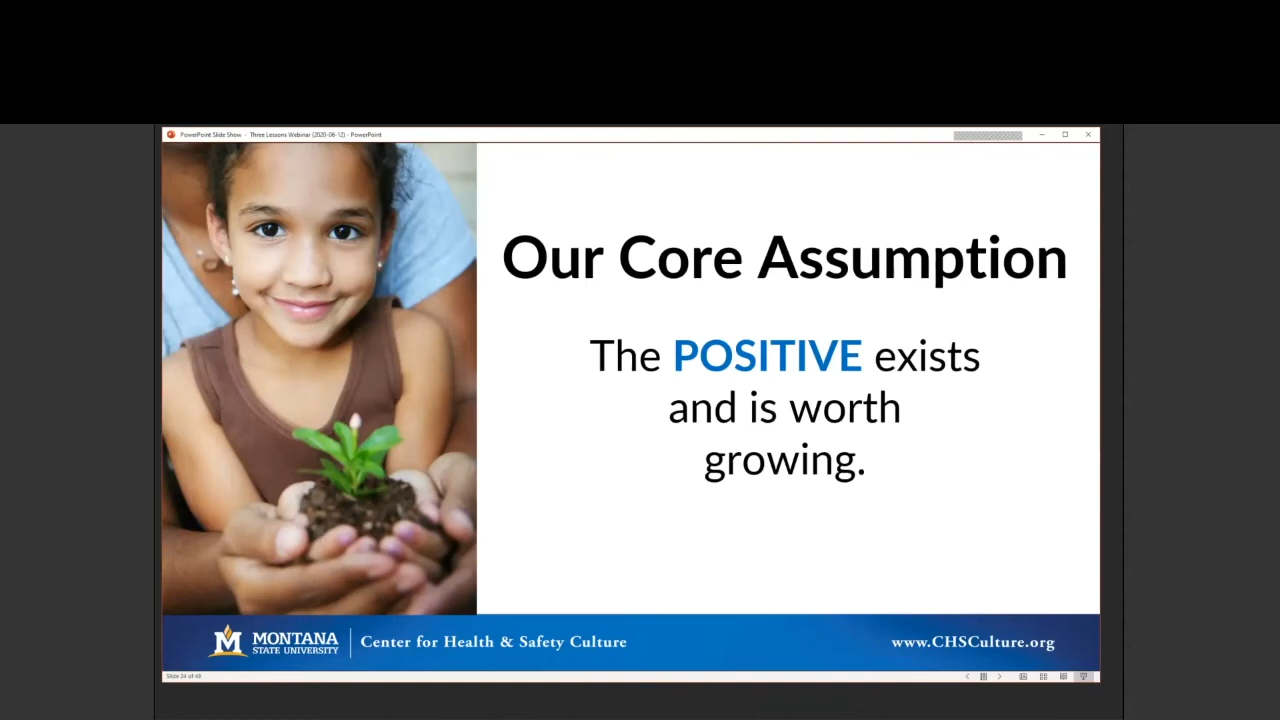 PowerPoint Slide Show - Three Lessons Webinar (2020-06-12) - PowerPoint
Our Core Assumption
The POSITIVE exists
and is worth
growing.
M MONTANA
STATE UNIVERSITY
Center for Health & Safety Culture
www.CHSCulture.org
Slide 24 of 49